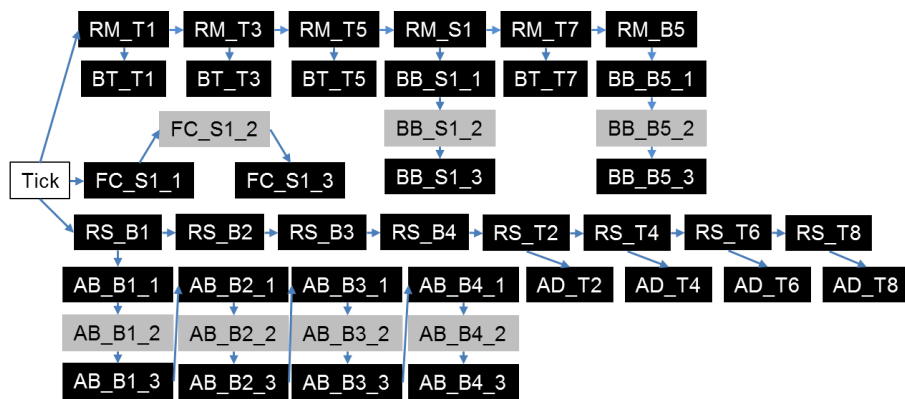 RM_T1 RM_T3 RM_T5 RM_S1 RM_T7 RM_B5
BT_T1 BT_T3 BT_T5 BB_S1_1 BT_T7 BB_B5_1
FC_S1_2 BB_S1_2 BB_B5_2
Tick FC_S1_1 FC_S1_3 BB_S1_3 BB_B5_3
RS_B1 RS_B2 RS_B3 RS_B4 RS_T2 RS_T4 RS_T6 RS_T8
AB_B1_1 AB_B2_1 AB_B3_1 AB_B4_1 AD_T2 AD_T4 AD_T6 AD_T8
AB_B1_2 AB_B2_2 AB_B3_2 AB_B4_2
AB_B1_3 AB_B2_3 AB_B3_3 AB_B4_3